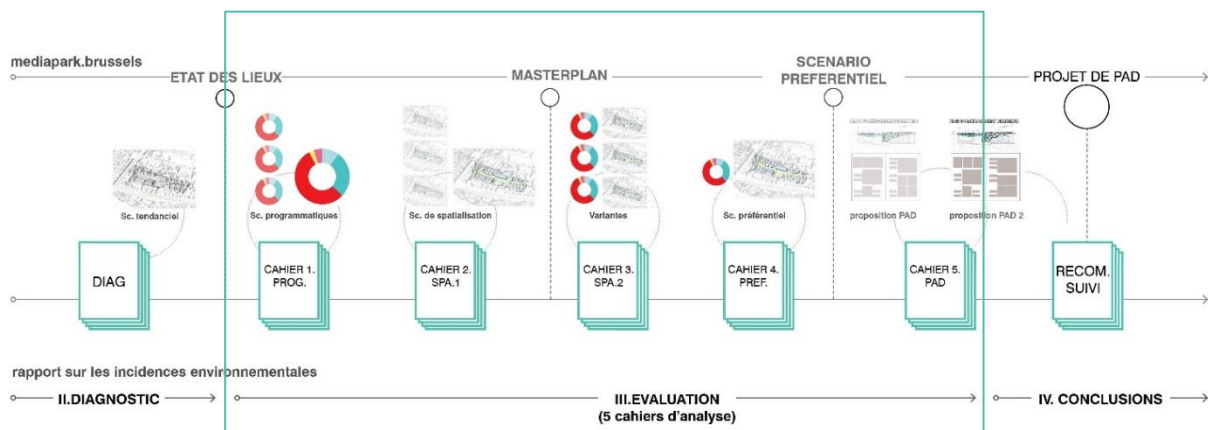 mediapark.brussels
ETAT DES LIEUX
MASTERPLAN
SCENARIO
PREFERENTIEL
PROJET DE PAD
Sc. tendanciel
Sc. programmatiques
Sc. de spatialisation
Variantes
Sc. préférentiel
proposition PAD
proposition PAD 2
DIAG
CAHIER 1.
PROG.
CAHIER 2.
SPA.1
CAHIER 3.
SPA.2
CAHIER 4.
PREF.
CAHIER 5.
PAD
RECOM.
SUIVI
rapport sur les incidences environnementales
II.DIAGNOSTIC
III.EVALUATION
(5 cahiers d'analyse)
IV. CONCLUSIONS